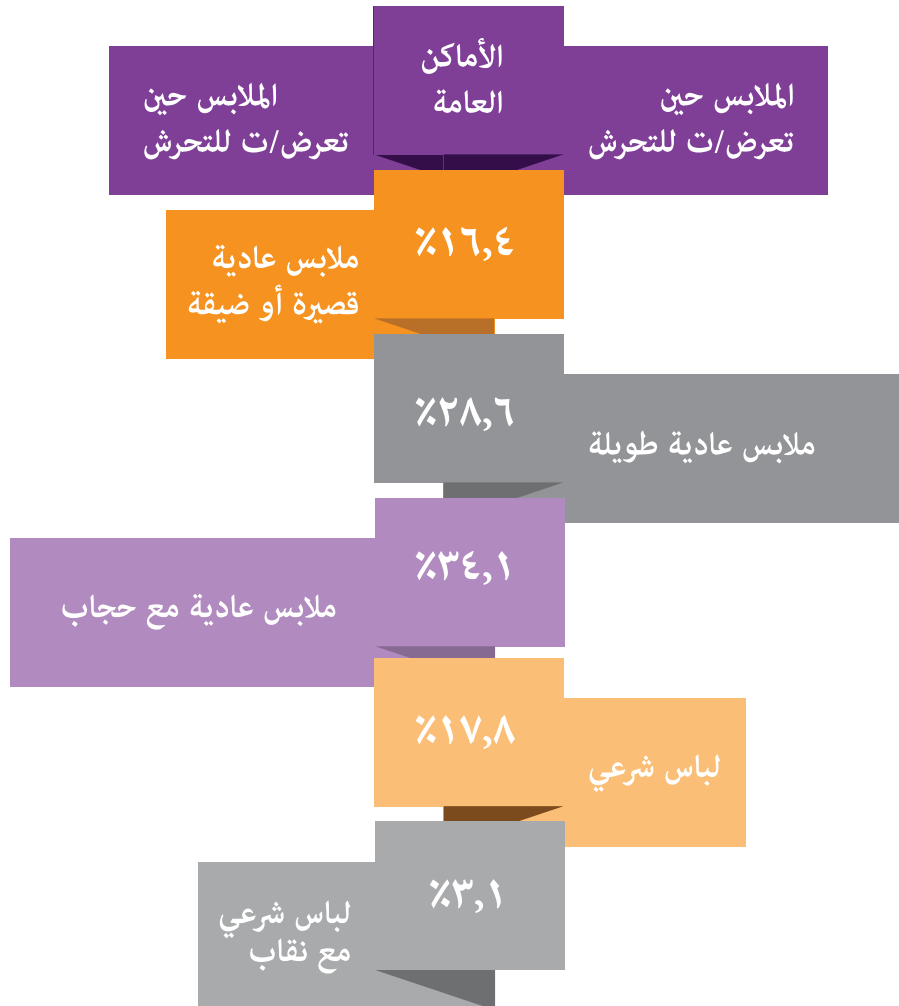 الأماكن
العامة
الملابس حين
تعرض/ت للتحرش
الملابس حين
تعرض/ت للتحرش
٪١٦,٤
ملابس عادية
قصيرة أو ضيقة
٪٢٨,٦
ملابس عادية طويلة
٪٣٤,١
ملابس عادية مع حجاب
٪١٧,٨
لباس شرعي
٪٣,١
لباس شرعي
مع نقاب